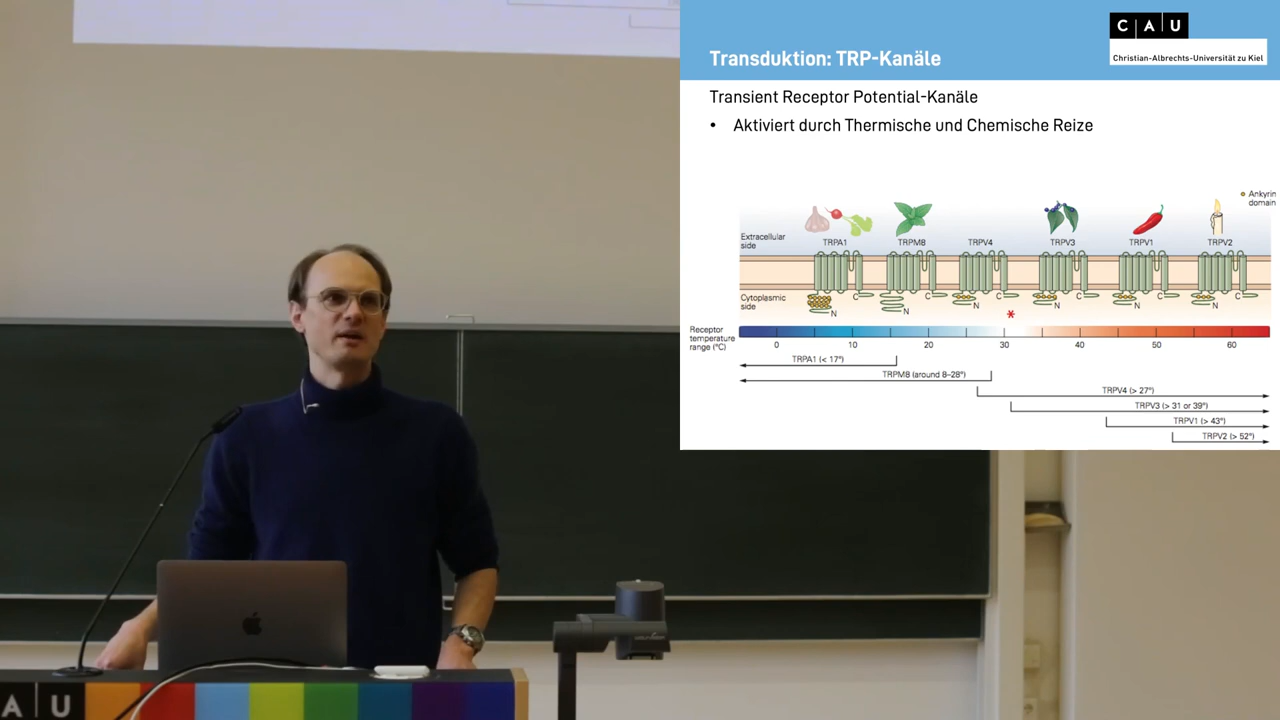 Transduktion: TRP-Kanäle
C A U
Christian-Albrechts-Universität zu Kiel
Transient Receptor Potential-Kanäle
• Aktiviert durch Thermische und Chemische Reize
Ankyrin
domain
Extracellular
side
TRPA1 TRPM8 TRPV4 TRPV3 TRPV1 TRPV2
Cytoplasmic
side
C C C C C C
N N N N N N
*
Receptor
temperature
range (°C)
0 10 20 30 40 50 60
TRPA1 (< 17°)
TRPM8 (around 8–28°)
TRPV4 (> 27°)
TRPV3 (> 31 or 39°)
TRPV1 (> 43°)
TRPV2 (> 52°)
A U